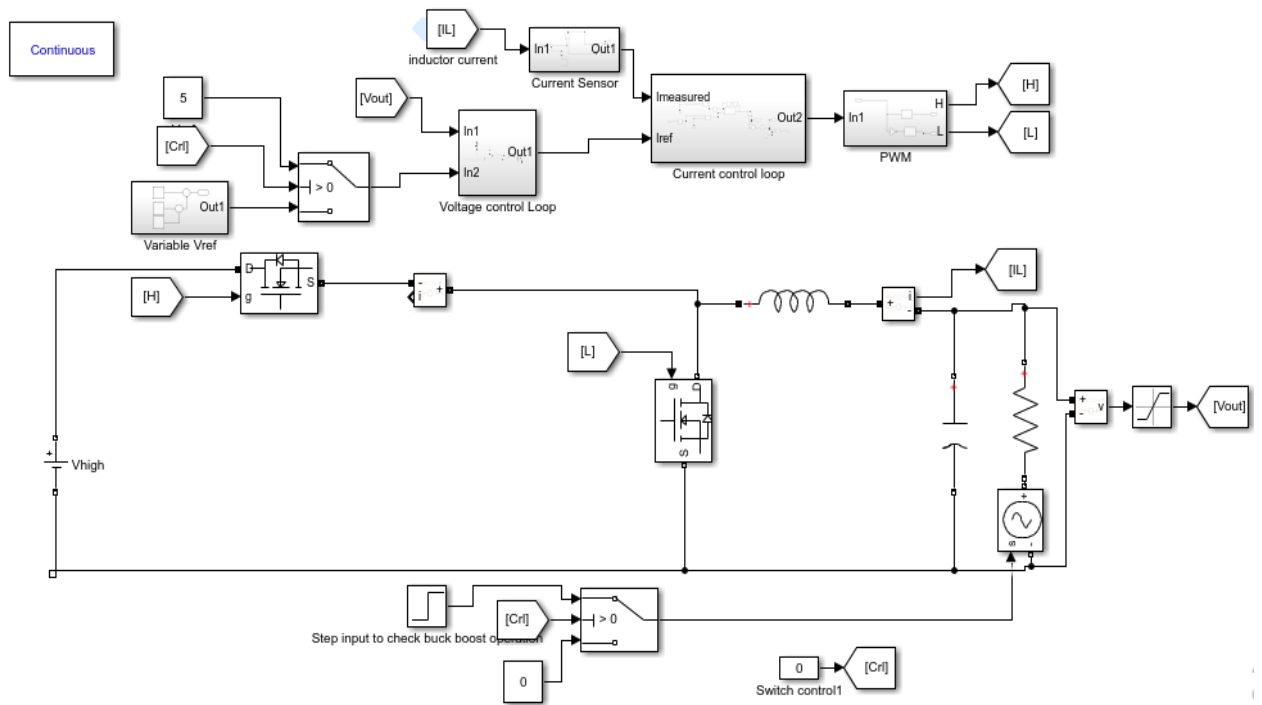 Continuous
[IL]
inductor current
In1
Out1
Current Sensor
5
[Vout]
[Crl]
> 0
Out1
Variable Vref
In1
In2
Out1
Voltage control Loop
Imeasured
Iref
Out2
Current control loop
In1
H
L
PWM
[H]
[L]
[H]
D
g
S
-
i
+
[L]
g
D
S
+
i
-
[IL]
+
Vhigh
+
-
v
[Vout]
+
s
-
Step input to check buck boost operation
[Crl]
> 0
0
0
Switch control1
[Crl]